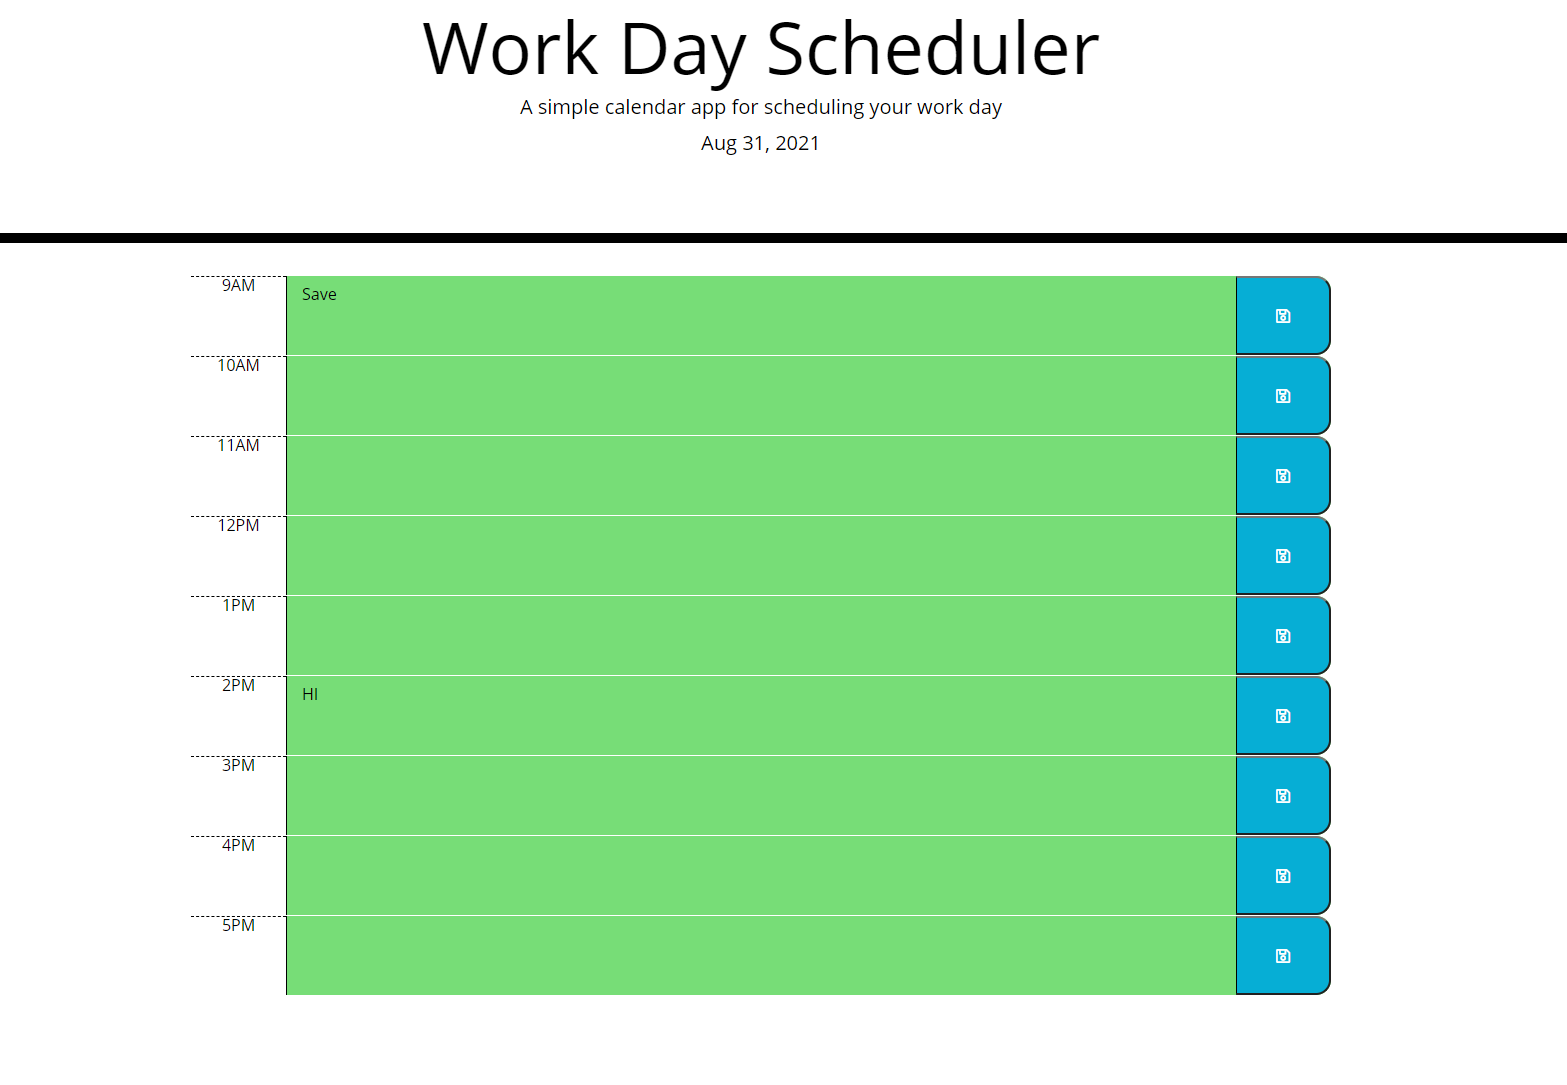 Work Day Scheduler
A simple calendar app for scheduling your work day
Aug 31, 2021
9AM
Save
10AM
11AM
12PM
1PM
2PM
HI
3PM
4PM
5PM